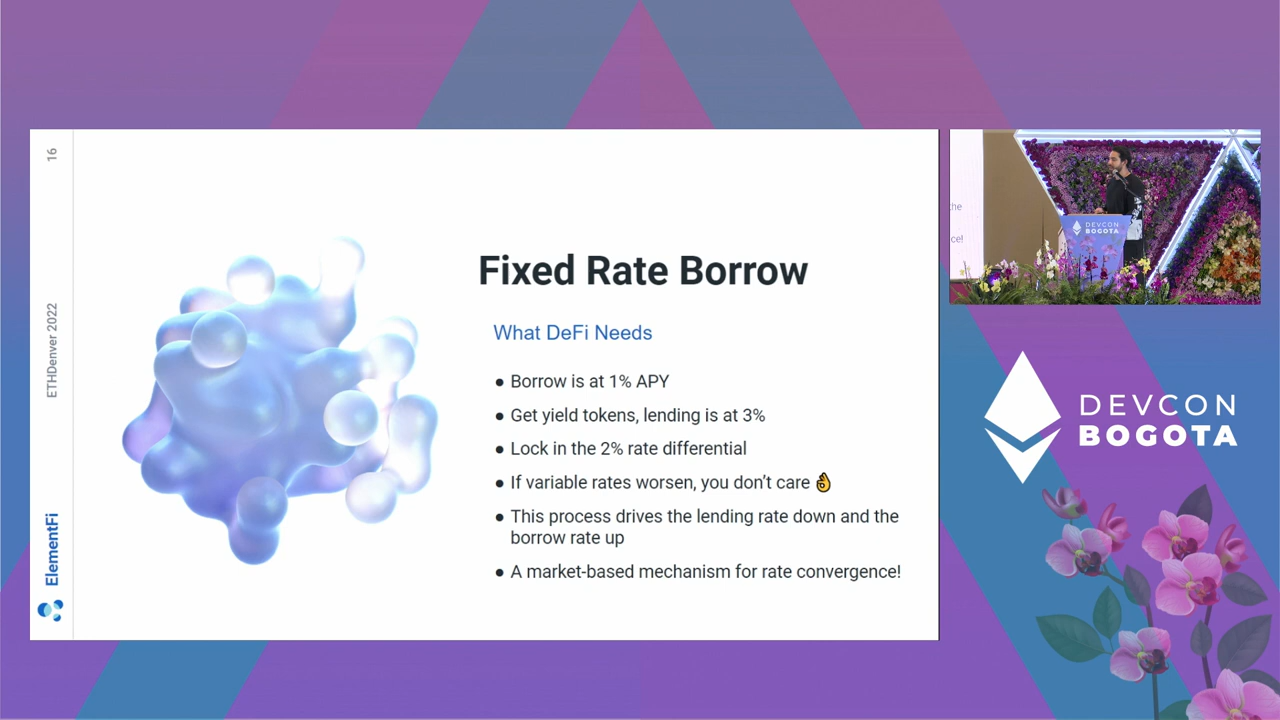 16
ETHDenver 2022
ElementFi
Fixed Rate Borrow
What DeFi Needs
● Borrow is at 1% APY
● Get yield tokens, lending is at 3%
● Lock in the 2% rate differential
● If variable rates worsen, you don’t care 👌
● This process drives the lending rate down and the
borrow rate up
● A market-based mechanism for rate convergence!
he
ce!
DEVCON
BOGOTA
DEVCON
BOGOTA